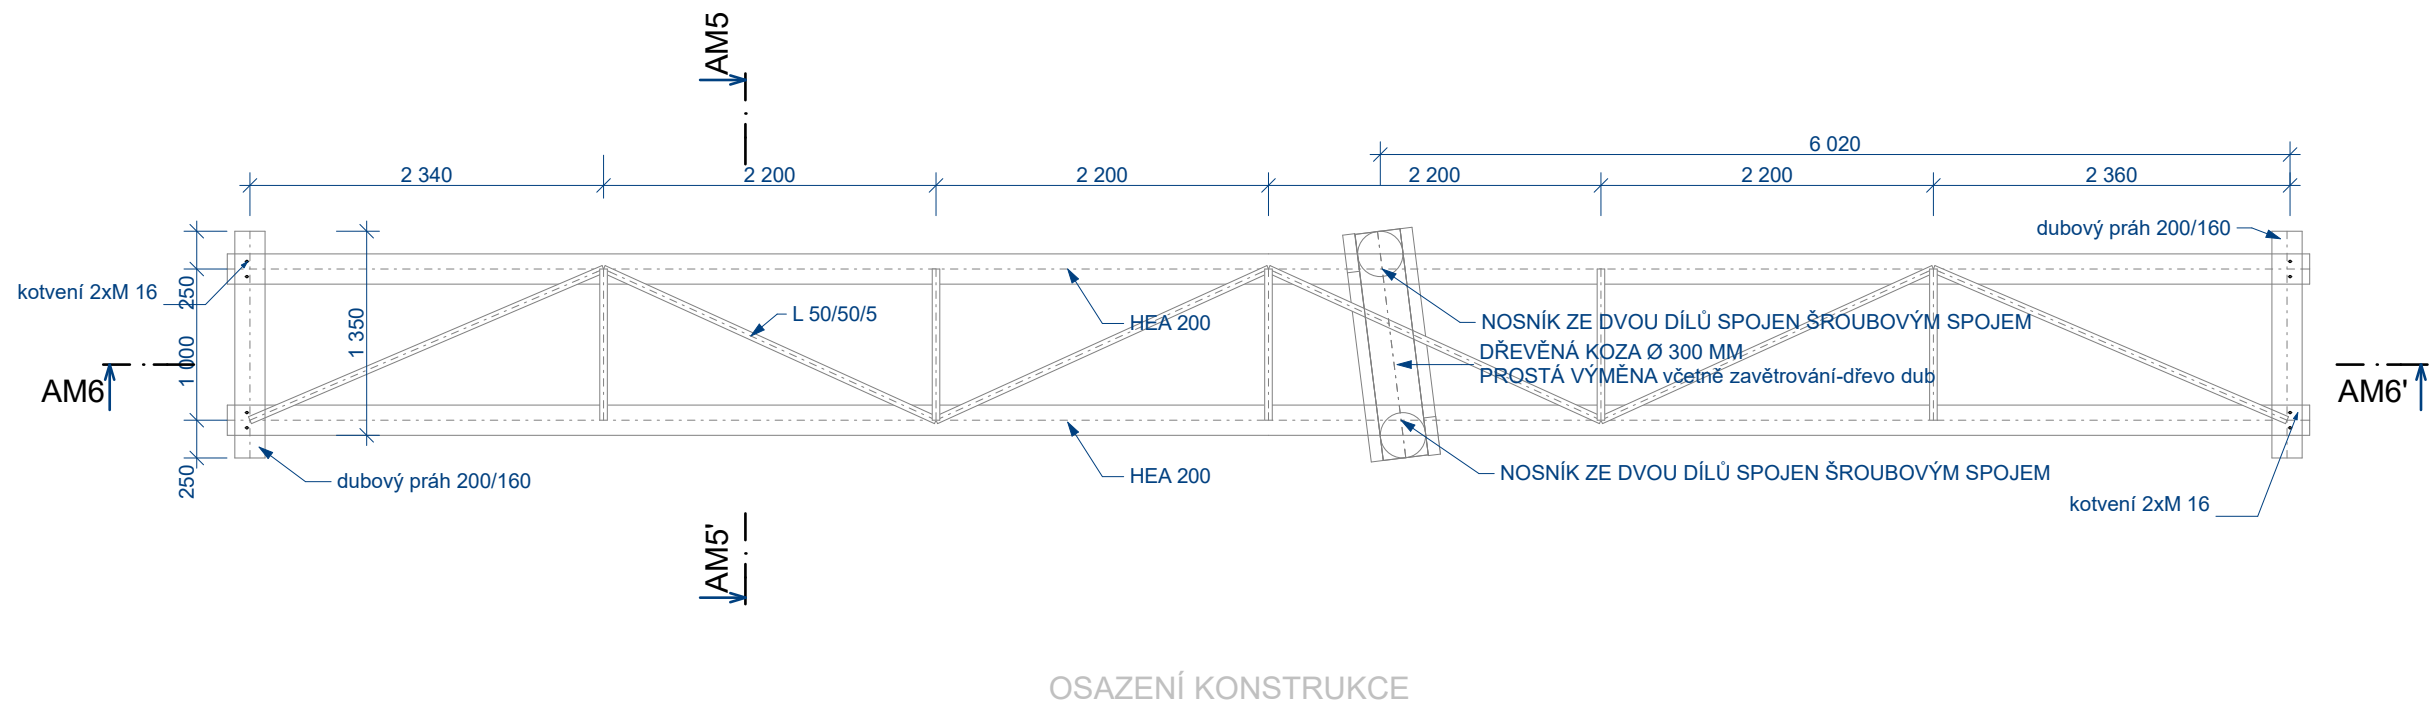 AM5
6 020
2 340
2 200
2 200
2 200
2 200
2 360
dubový práh 200/160
kotvení 2xM 16
250
1 000
250
1 350
L 50/50/5
HEA 200
NOSNÍK ZE DVOU DÍLŮ SPOJEN ŠROUBOVÝM SPOJEM
DŘEVĚNÁ KOZA Ø 300 MM
PROSTÁ VÝMĚNA včetně zavětrování-dřevo dub
AM6
AM6'
dubový práh 200/160
HEA 200
NOSNÍK ZE DVOU DÍLŮ SPOJEN ŠROUBOVÝM SPOJEM
kotvení 2xM 16
AM5'
OSAZENÍ KONSTRUKCE